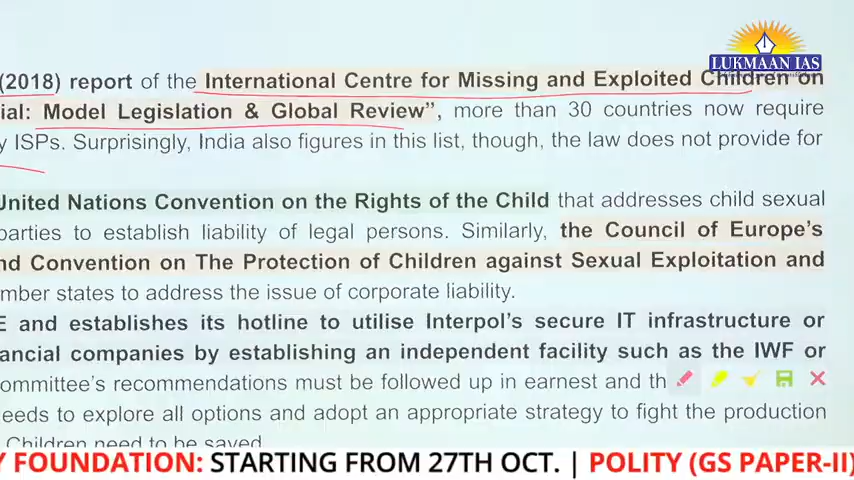 LUKMAAN IAS
(2018) report of the International Centre for Missing and Exploited Children on
ial: Model Legislation & Global Review”, more than 30 countries now require
y ISPs. Surprisingly, India also figures in this list, though, the law does not provide for
United Nations Convention on the Rights of the Child that addresses child sexual
parties to establish liability of legal persons. Similarly, the Council of Europe’s
nd Convention on The Protection of Children against Sexual Exploitation and
mber states to address the issue of corporate liability.
E and establishes its hotline to utilise Interpol’s secure IT infrastructure or
nancial companies by establishing an independent facility such as the IWF or
ommittee’s recommendations must be followed up in earnest and th
eeds to explore all options and adopt an appropriate strategy to fight the production
Children need to be saved
Y FOUNDATION: STARTING FROM 27TH OCT. | POLITY (GS PAPER-II)